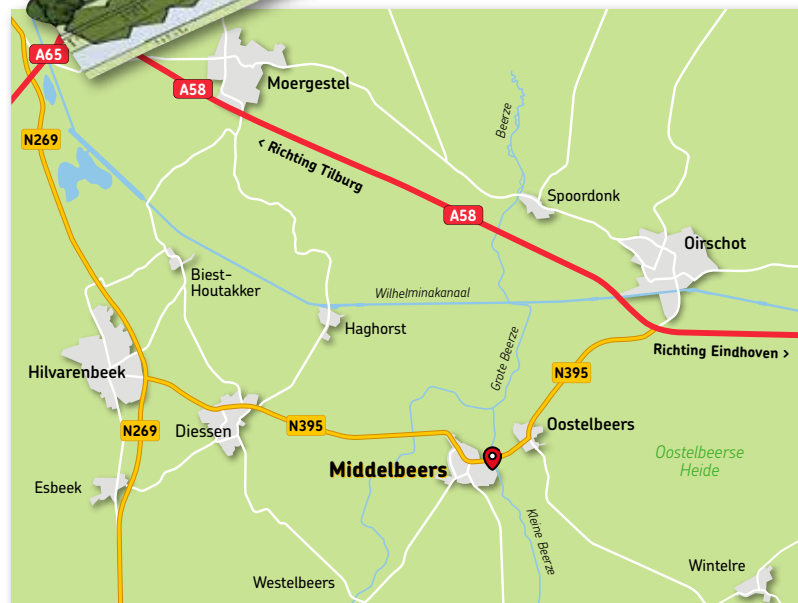 A65
A58
Moergestel
N269
< Richting Tilburg
Beerze
Spoordonk
A58
Oirschot
Biest-
Houtakker
Wilhelminakanaal
Haghorst
Grote Beerze
Richting Eindhoven >
Hilvarenbeek
N395
N269
Diessen
N395
Oostelbeers
Middelbeers
Oostelbeerse
Heide
Esbeek
Kleine Beerze
Westelbeers
Wintelre